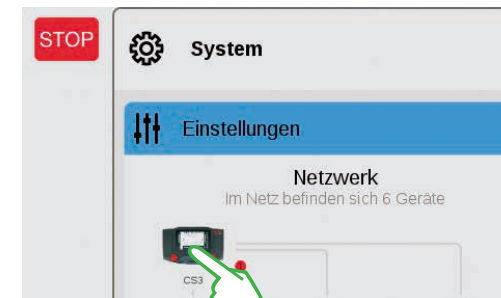 STOP
System
Einstellungen
Netzwerk
Im Netz befinden sich 6 Geräte
CS3